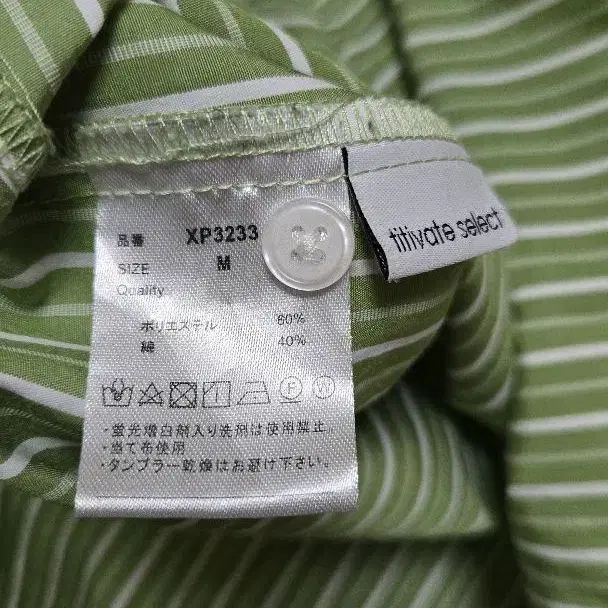 品番 XP3233
SIZE M
Quality
ポリエステル 60%
綿 40%
・蛍光増白剤入り洗剤は使用禁止。
・当て布使用
・タンブラー乾燥はお避け下さい。
titivate select